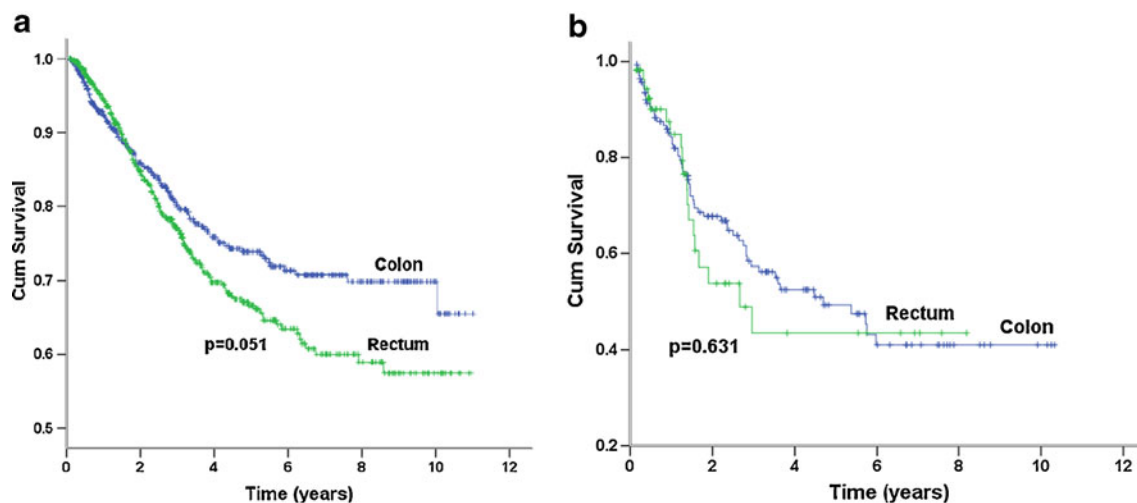 a
1.0
0.9
0.8
0.7
0.6
0.5
Cum Survival
Colon
Rectum
p=0.051
0 2 4 6 8 10 12
Time (years)
b
1.0
0.8
0.6
0.4
0.2
Cum Survival
Rectum
Colon
p=0.631
0 2 4 6 8 10 12
Time (years)